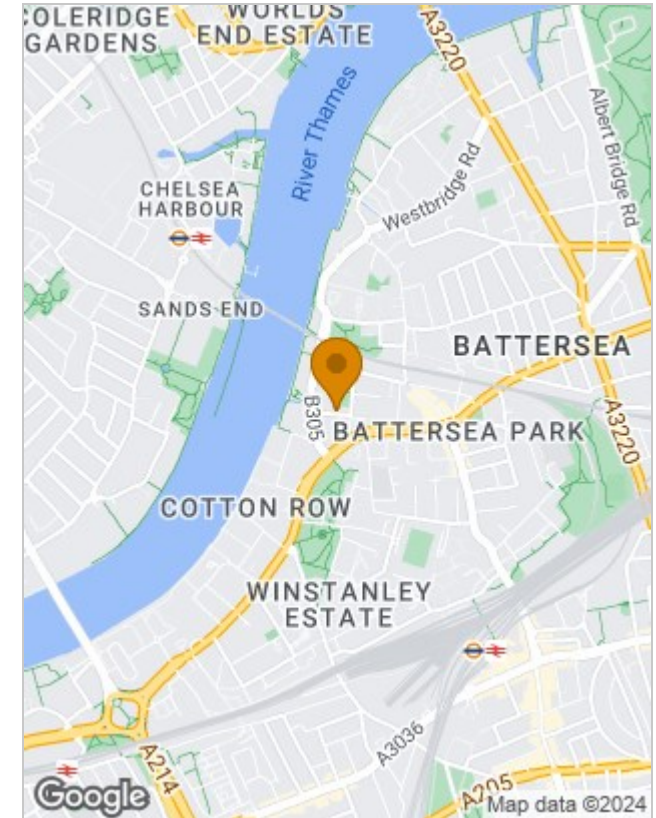 COLERIDGE
GARDENS
WORLDS
END ESTATE
A3220
River Thames
Albert Bridge Rd
Westbridge Rd
CHELSEA
HARBOUR
SANDS END
BATTERSEA
B305
BATTERSEA PARK
A3220
COTTON ROW
WINSTANLEY
ESTATE
A3036
A214
A205
Google
Map data ©2024